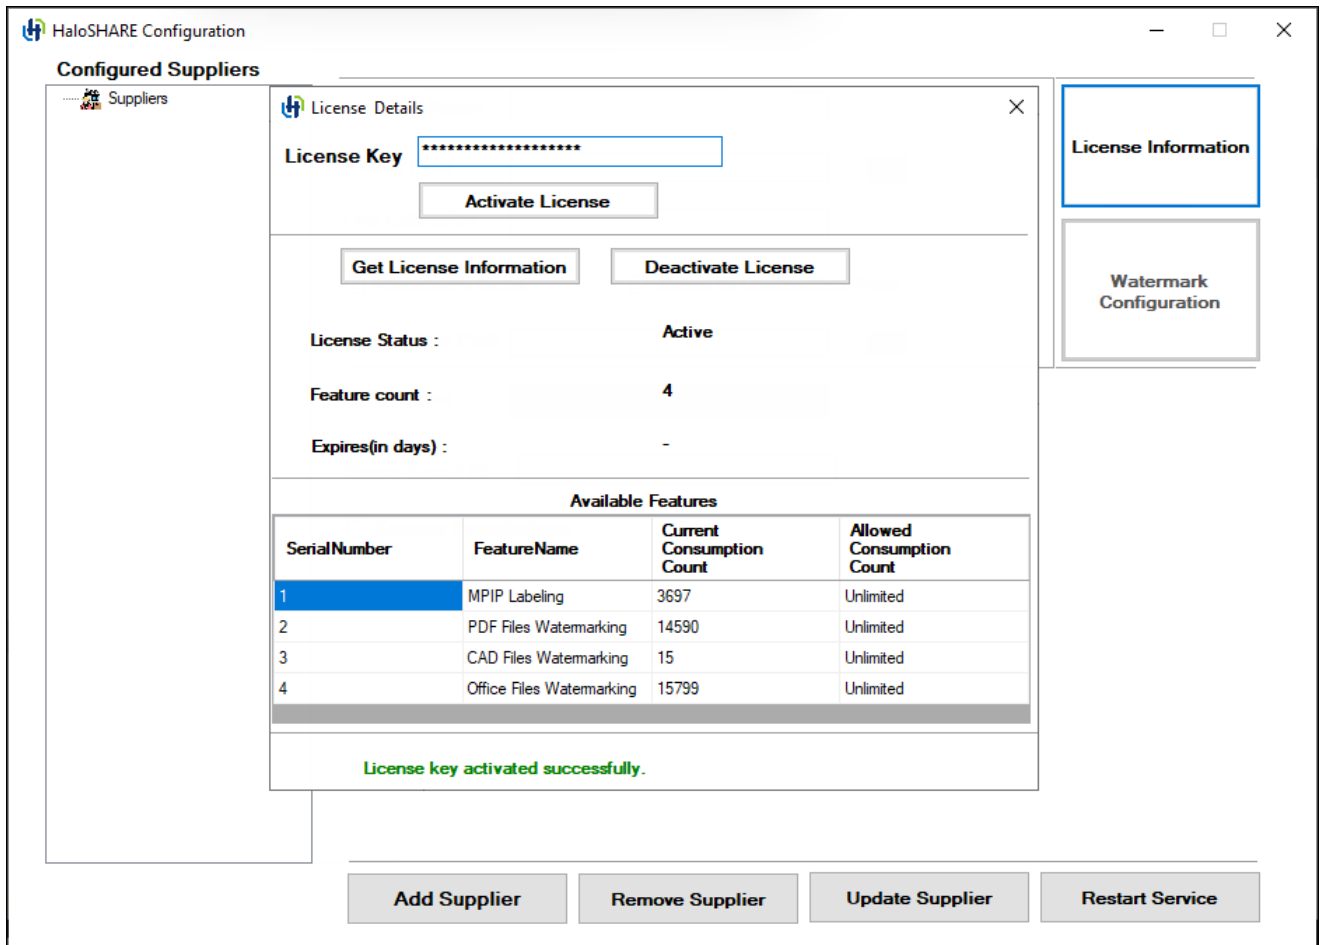 HaloSHARE Configuration
Configured Suppliers
Suppliers
License Details
License Key *******************
Activate License
Get License Information
Deactivate License
License Status : Active
Feature count : 4
Expires(in days) : -
Available Features
SerialNumber FeatureName Current Consumption Count Allowed Consumption Count
1 MPIP Labeling 3697 Unlimited
2 PDF Files Watermarking 14590 Unlimited
3 CAD Files Watermarking 15 Unlimited
4 Office Files Watermarking 15799 Unlimited
License key activated successfully.
License Information
Watermark
Configuration
Add Supplier
Remove Supplier
Update Supplier
Restart Service